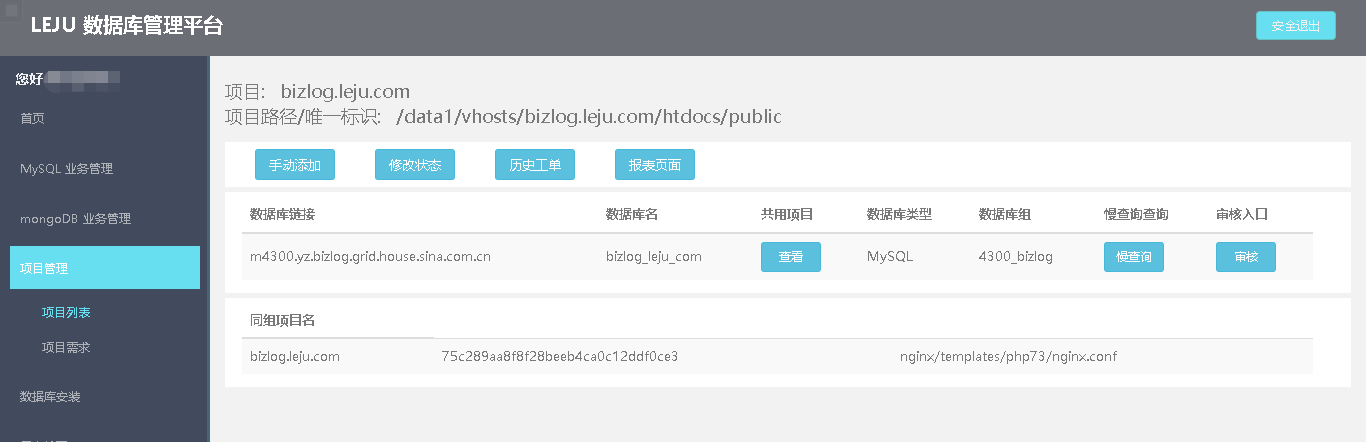 LEJU 数据库管理平台
安全退出
您好
首页
MySQL 业务管理
mongoDB 业务管理
项目管理
项目列表
项目需求
数据库安装
项目: bizlog.leju.com
项目路径/唯一标识: /data1/vhosts/bizlog.leju.com/htdocs/public
手动添加 修改状态 历史工单 报表页面
数据库链接 数据库名 共用项目 数据库类型 数据库组 慢查询查询 审核入口
m4300.yz.bizlog.grid.house.sina.com.cn bizlog_leju_com 查看 MySQL 4300_bizlog 慢查询 审核
同组项目名
bizlog.leju.com 75c289aa8f8f28beeb4ca0c12ddf0ce3 nginx/templates/php73/nginx.conf